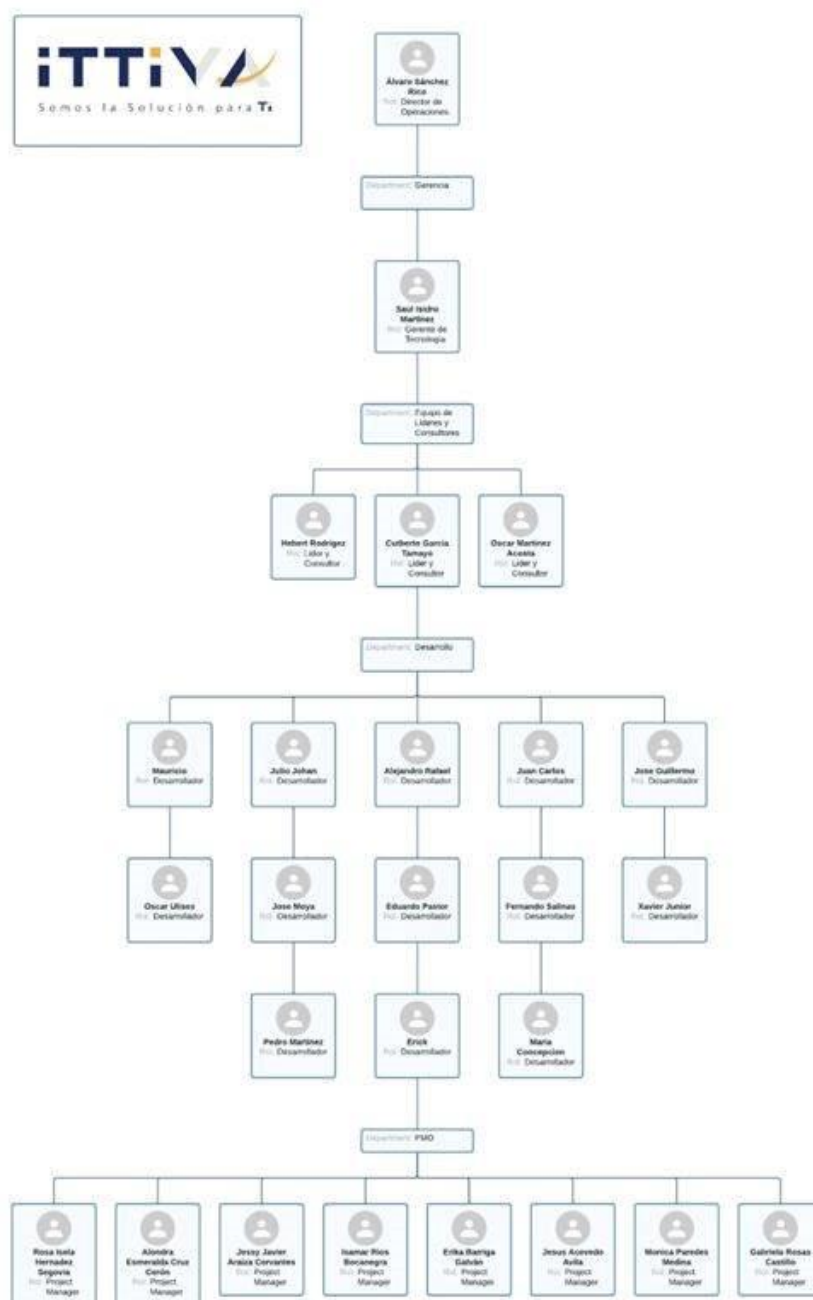 iTTiVA
Somos la Solución para Ti
Álvaro Sánchez
Rico
Rol: Director de
Operaciones.
Department: Gerencia
Saul Isidro
Martinez
Rol: Gerente de
Tecnología
Department: Equipo de
Lideres y
Consultores
Hebert Rodrigez
Rol: Lider y
Consultor
Cutberto Garcia
Tamayo
Rol: Lider y
Consultor
Oscar Martinez
Acosta
Rol: Lider y
Consultor
Department: Desarrollo
Mauricio
Rol: Desarrollador
Julio Johan
Rol: Desarrollador
Alejandro Rafael
Rol: Desarrollador
Juan Carlos
Rol: Desarrollador
Jose Guillermo
Rol: Desarrollador
Oscar Ulises
Rol: Desarrollador
Jose Moya
Rol: Desarrollador
Eduardo Pastor
Rol: Desarrollador
Fernando Salinas
Rol: Desarrollador
Xavier Junior
Rol: Desarrollador
Pedro Martinez
Rol: Desarrollador
Erick
Rol: Desarrollador
Maria
Concepcion
Rol: Desarrollador
Department: PMO
Rosa Isela
Hernadez
Segovia
Rol: Project
Manager
Alondra
Esmeralda Cruz
Cerón
Rol: Project
Manager
Jessy Javier
Araiza Cervantes
Rol: Project
Manager
Isamar Rios
Bocanegra
Rol: Project
Manager
Erika Barriga
Galván
Rol: Project
Manager
Jesus Acevedo
Avila
Rol: Project
Manager
Monica Paredes
Medina
Rol: Project
Manager
Gabriela Rosas
Castillo
Rol: Project
Manager